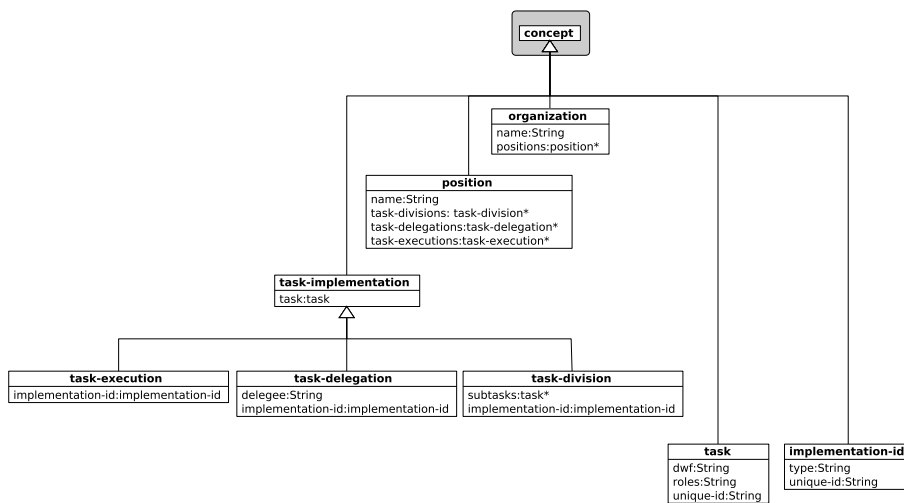 concept
organization
name:String
positions:position*
position
name:String
task-divisions: task-division*
task-delegations:task-delegation*
task-executions:task-execution*
task-implementation
task:task
task-execution
implementation-id:implementation-id
task-delegation
delegee:String
implementation-id:implementation-id
task-division
subtasks:task*
implementation-id:implementation-id
task
dwf:String
roles:String
unique-id:String
implementation-id
type:String
unique-id:String